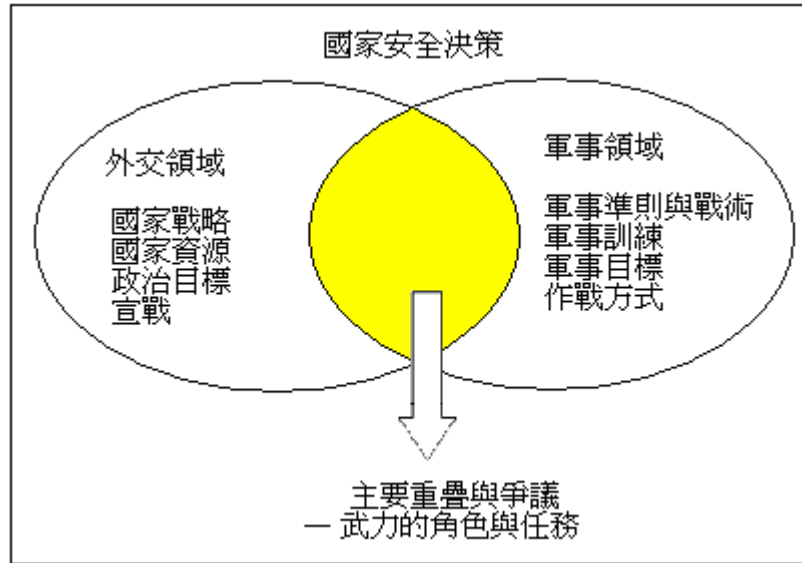 國家安全決策
外交領域
國家戰略
國家資源
政治目標
宣戰
軍事領域
軍事準則與戰術
軍事訓練
軍事目標
作戰方式
主要重疊與爭議
— 武力的角色與任務